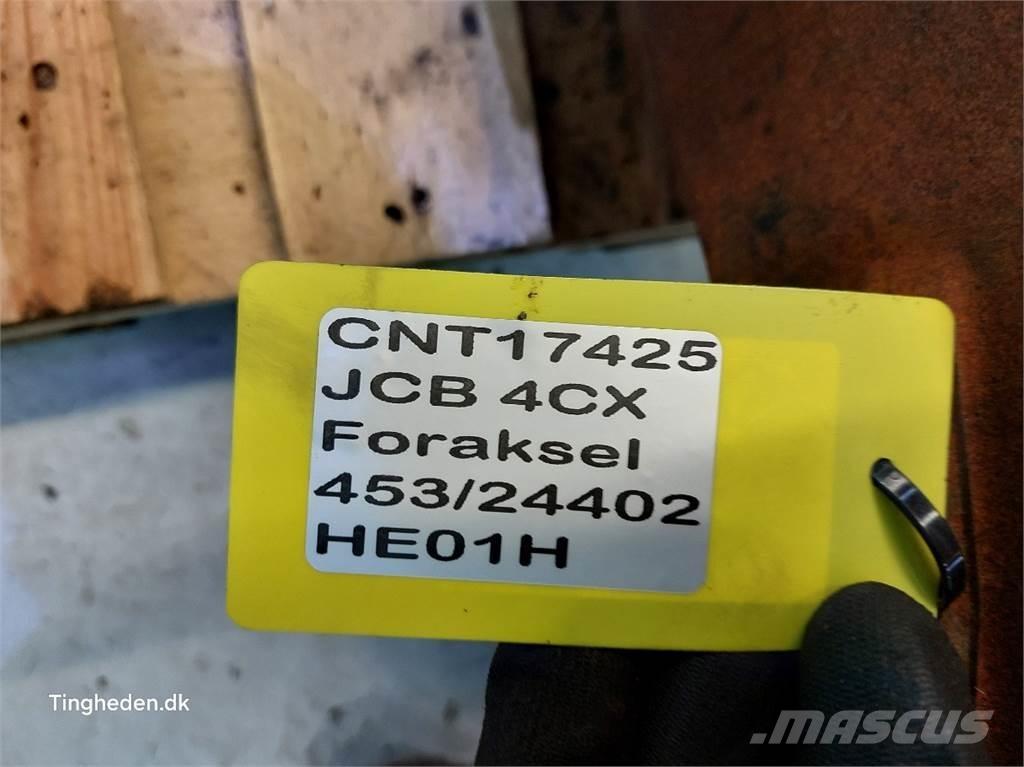 CNT17425
JCB 4CX
Foraksel
453/24402
HE01H
Tingheden.dk
.MASCUS